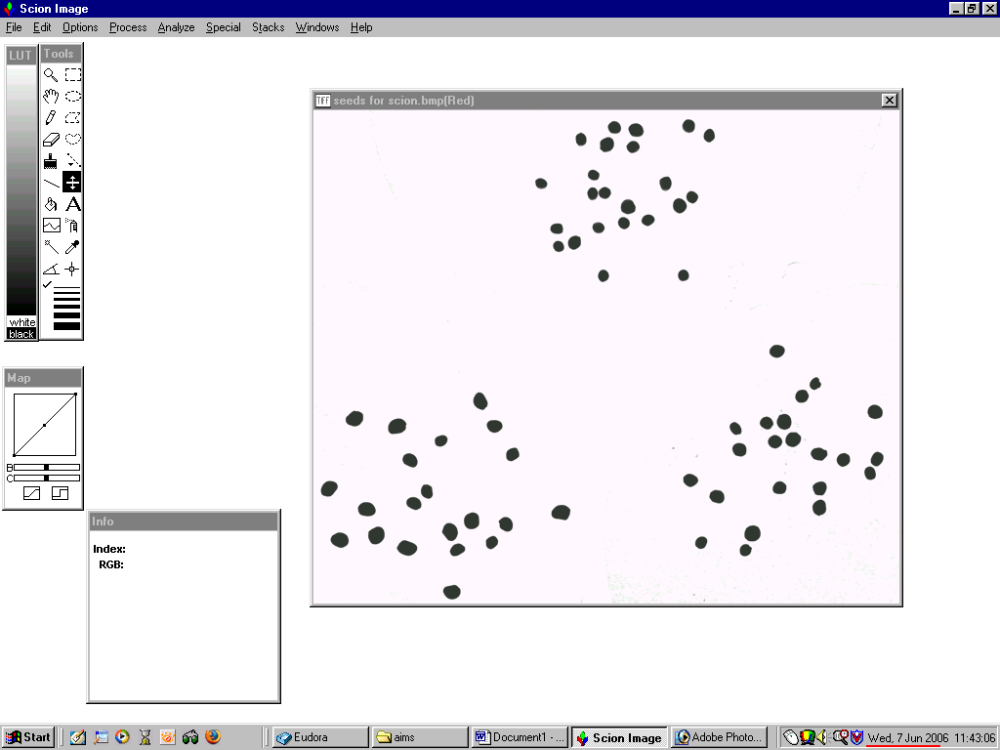 Scion Image
File Edit Options Process Analyze Special Stacks Windows Help
LUT
Tools
A
white
black
TIFF seeds for scion.bmp(Red)
Map
B
C
Info
Index:
RGB:
Start Eudora aims Document1 - ... Scion Image Adobe Photo... Wed, 7 Jun 2006 11:43:06